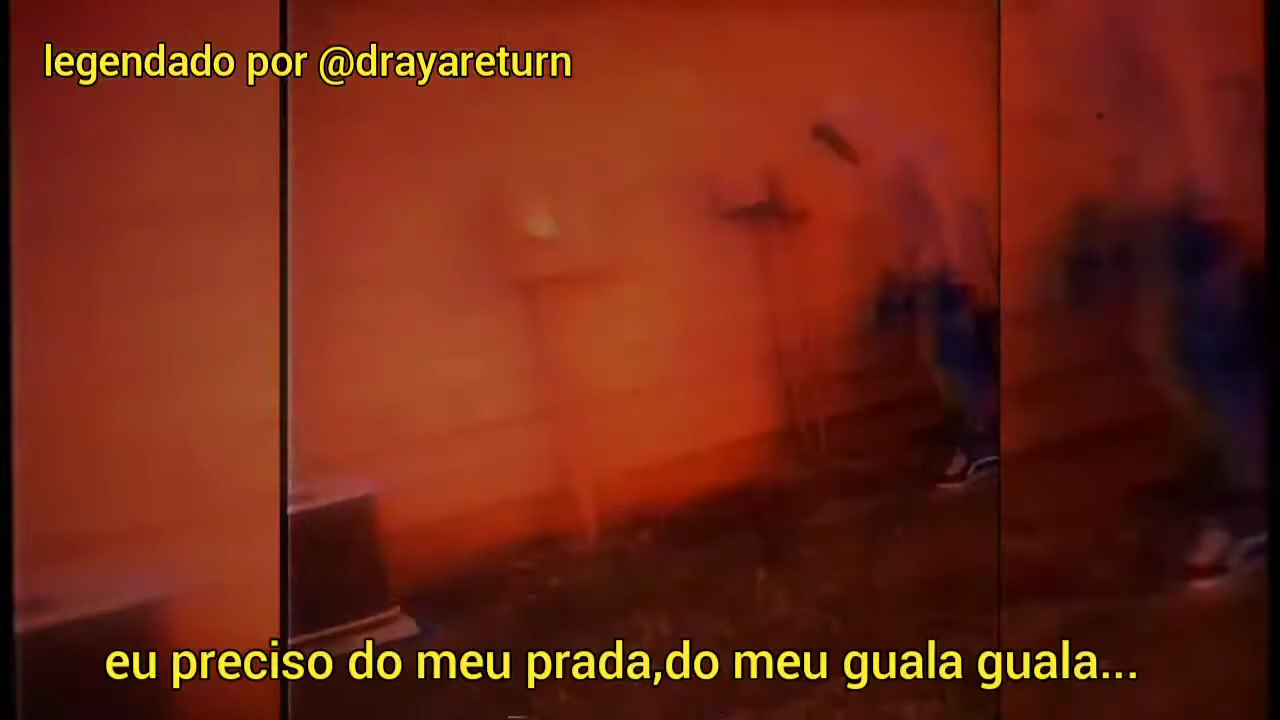 legendado por @drayareturn
eu preciso do meu prada,do meu guala guala...